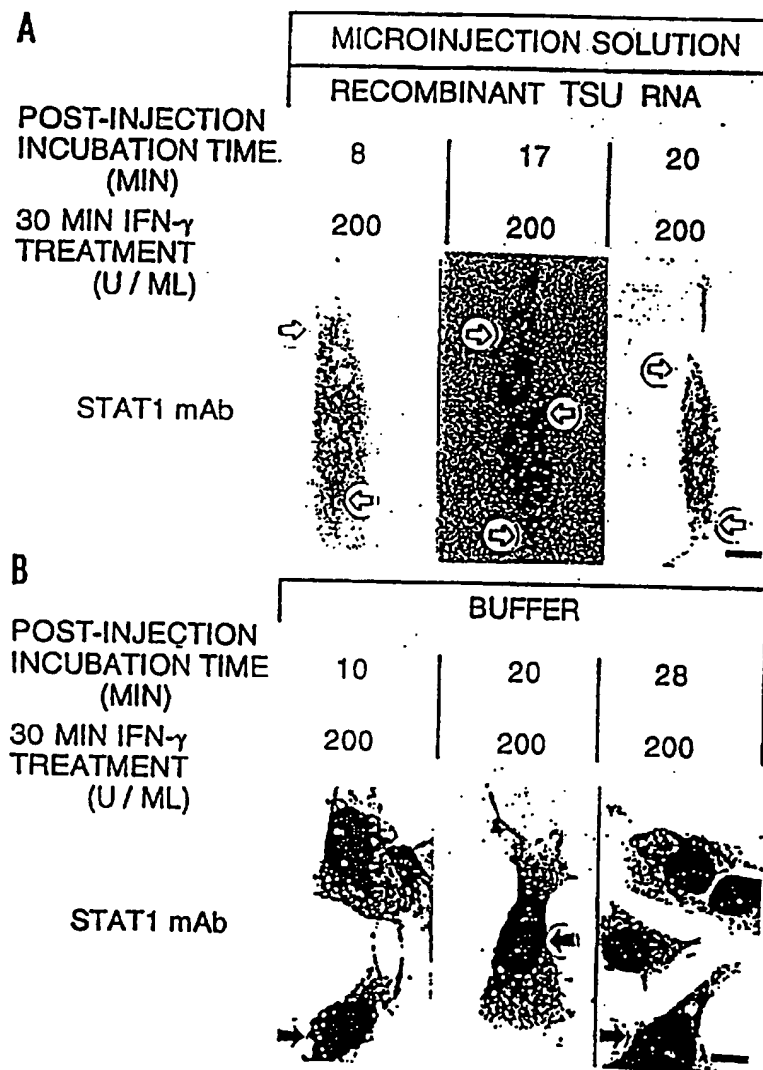 A
MICROINJECTION SOLUTION
RECOMBINANT TSU RNA
POST-INJECTION
INCUBATION TIME.
(MIN)
8 17 20
30 MIN IFN-γ
TREATMENT
(U / ML)
200 200 200
STAT1 mAb
B
BUFFER
POST-INJECTION
INCUBATION TIME
(MIN)
10 20 28
30 MIN IFN-γ
TREATMENT
(U / ML)
200 200 200
STAT1 mAb